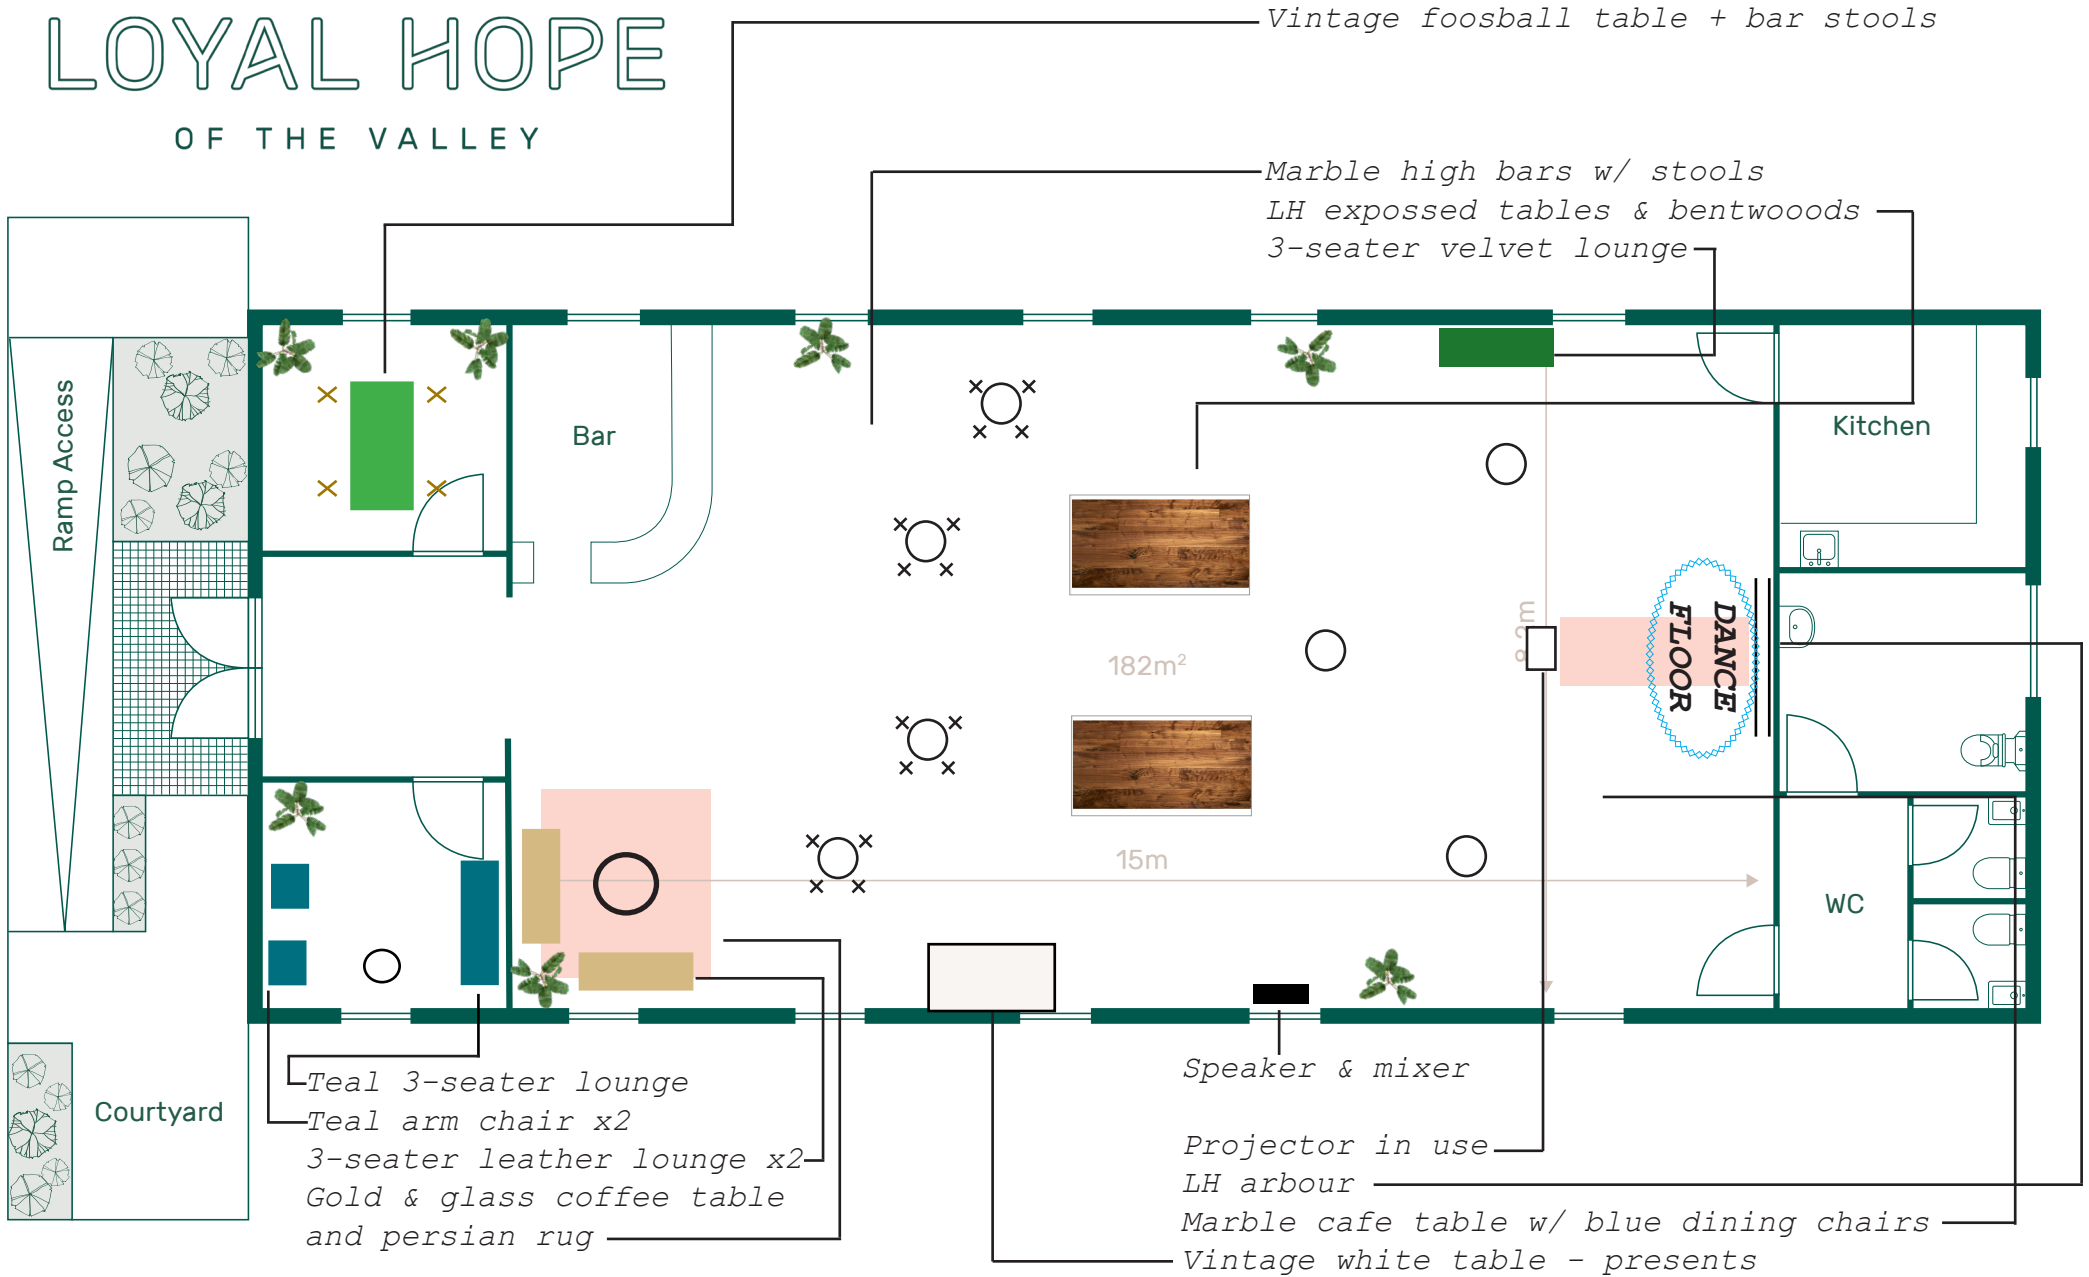 LOYAL HOPE
OF THE VALLEY
Vintage foosball table + bar stools
Marble high bars w/ stools
LH expossed tables & bentwooods
3-seater velvet lounge
Ramp Access
Bar
Kitchen
182m²
8.2m
DANCE
FLOOR
15m
WC
Courtyard
Teal 3-seater lounge
Teal arm chair x2
3-seater leather lounge x2
Gold & glass coffee table
and persian rug
Speaker & mixer
Projector in use
LH arbour
Marble cafe table w/ blue dining chairs
Vintage white table - presents